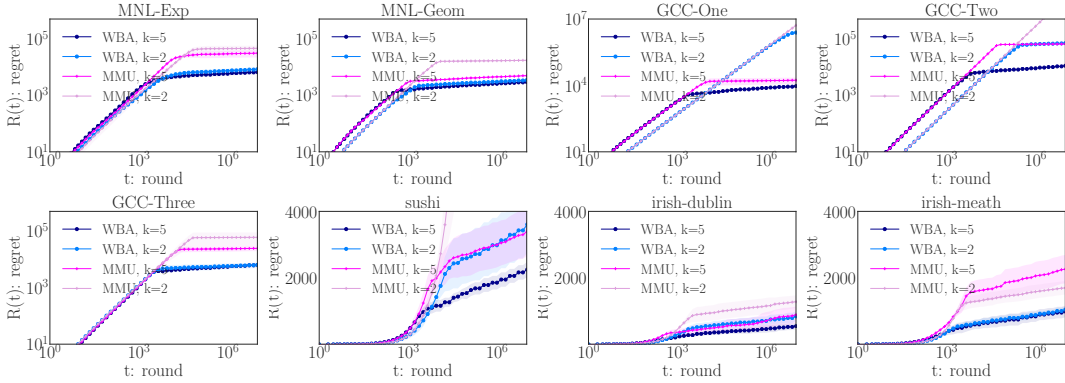 MNL-Exp
R(t): regret
10^5
10^3
10^1
10^0
10^3
10^6
t: round
WBA, k=5
WBA, k=2
MMU, k=5
MMU, k=2
MNL-Geom
R(t): regret
10^5
10^3
10^1
10^0
10^3
10^6
t: round
WBA, k=5
WBA, k=2
MMU, k=5
MMU, k=2
GCC-One
R(t): regret
10^7
10^4
10^1
10^0
10^3
10^6
t: round
WBA, k=5
WBA, k=2
MMU, k=5
MMU, k=2
GCC-Two
R(t): regret
10^5
10^3
10^1
10^0
10^3
10^6
t: round
WBA, k=5
WBA, k=2
MMU, k=5
MMU, k=2
GCC-Three
R(t): regret
10^5
10^3
10^1
10^0
10^3
10^6
t: round
WBA, k=5
WBA, k=2
MMU, k=5
MMU, k=2
sushi
R(t): regret
4000
2000
10^0
10^3
10^6
t: round
WBA, k=5
WBA, k=2
MMU, k=5
MMU, k=2
irish-dublin
R(t): regret
4000
2000
10^0
10^3
10^6
t: round
WBA, k=5
WBA, k=2
MMU, k=5
MMU, k=2
irish-meath
R(t): regret
4000
2000
10^0
10^3
10^6
t: round
WBA, k=5
WBA, k=2
MMU, k=5
MMU, k=2